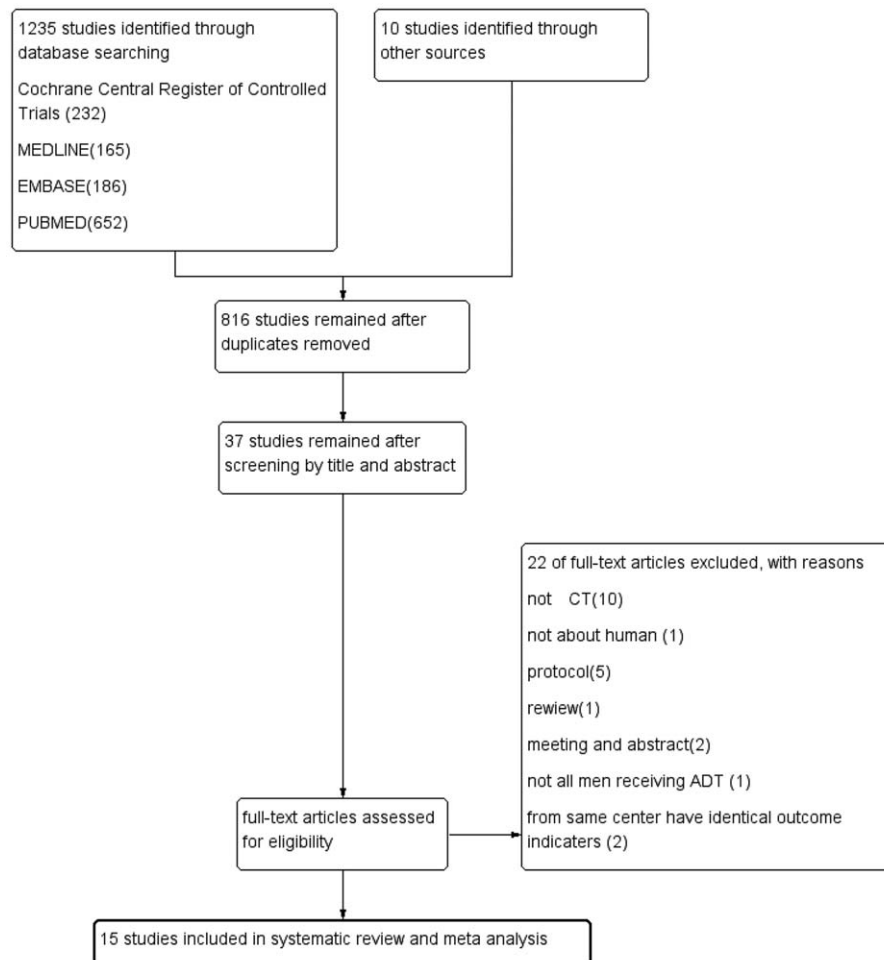 1235 studies identified through
database searching
Cochrane Central Register of Controlled
Trials (232)
MEDLINE(165)
EMBASE(186)
PUBMED(652)
10 studies identified through
other sources
816 studies remained after
duplicates removed
37 studies remained after
screening by title and abstract
22 of full-text articles excluded, with reasons
not CT(10)
not about human (1)
protocol(5)
rewiew(1)
meeting and abstract(2)
not all men receiving ADT (1)
from same center have identical outcome
indicaters (2)
full-text articles assessed
for eligibility
15 studies included in systematic review and meta analysis